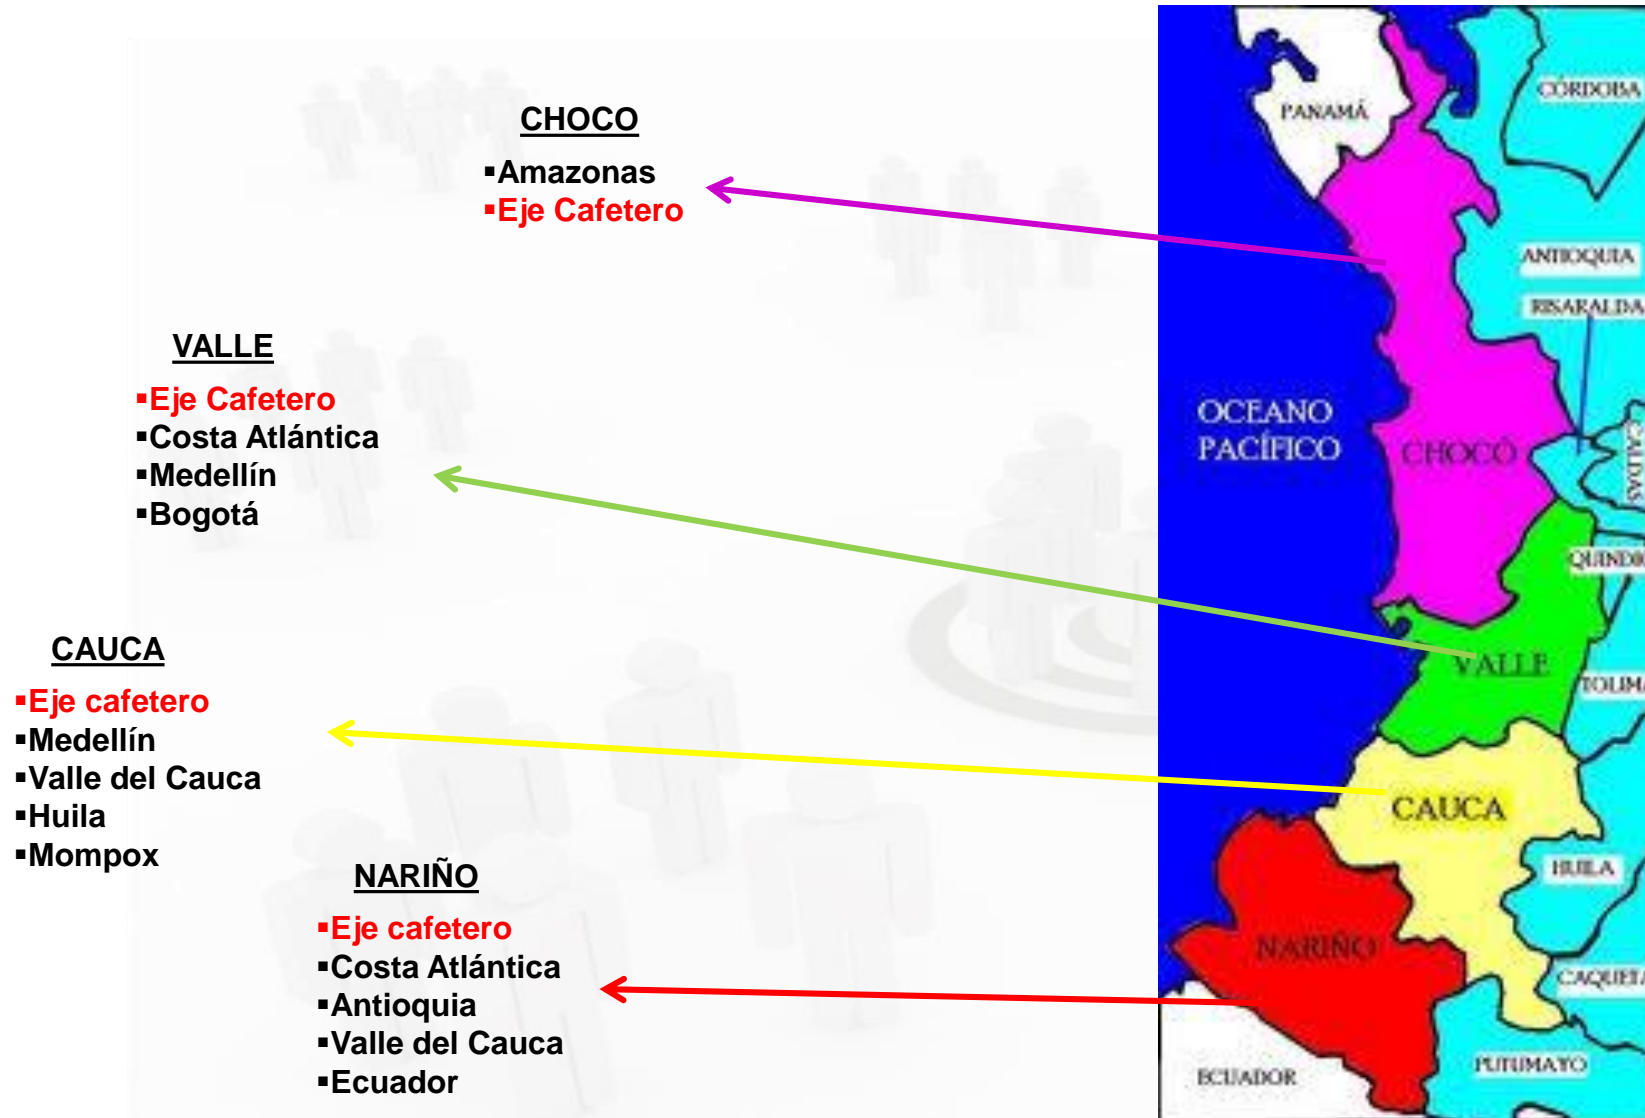 CHOCO
▪Amazonas
▪Eje Cafetero
VALLE
▪Eje Cafetero
▪Costa Atlántica
▪Medellín
▪Bogotá
CAUCA
▪Eje cafetero
▪Medellín
▪Valle del Cauca
▪Huila
▪Mompox
NARIÑO
▪Eje cafetero
▪Costa Atlántica
▪Antioquia
▪Valle del Cauca
▪Ecuador
PANAMÁ
CÓRDOBA
ANTIOQUIA
RISARALDA
OCEANO
PACÍFICO
CHOCÓ
CALDAS
QUINDI
VALLE
TOLIMA
CAUCA
HUILA
NARIÑO
CAQUETA
PUTUMAYO
ECUADOR